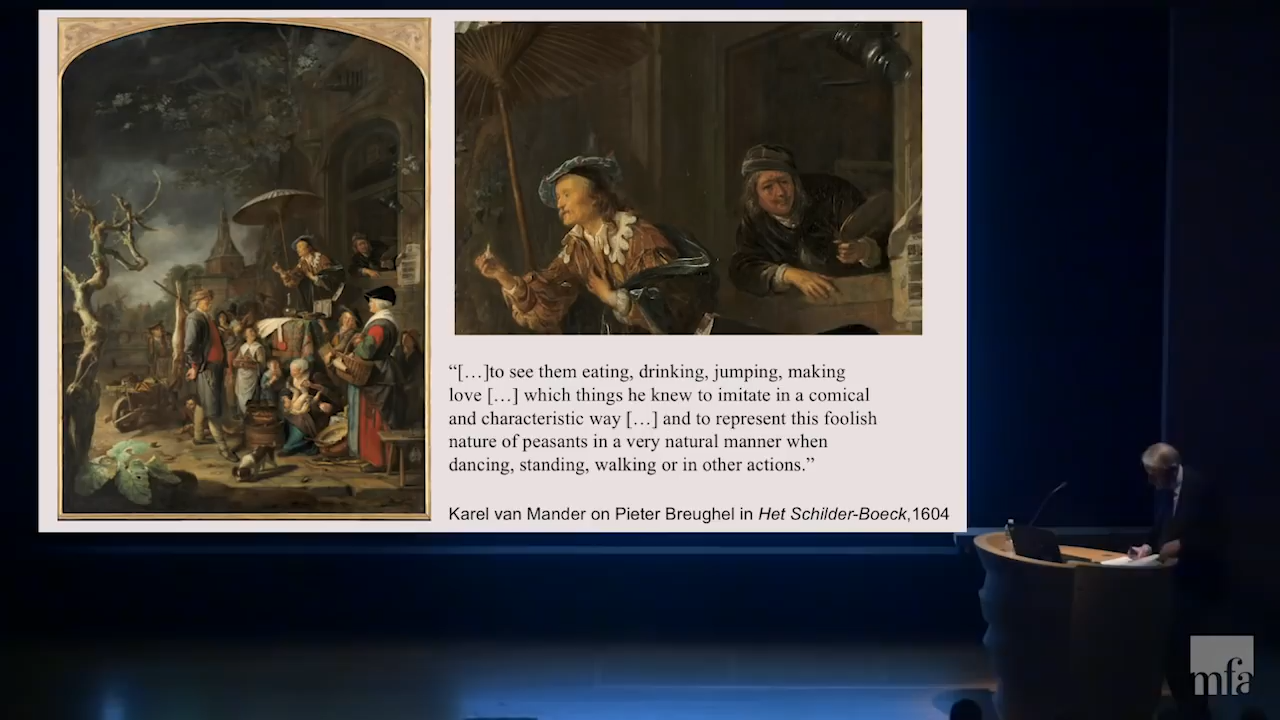 “[…]to see them eating, drinking, jumping, making
love […] which things he knew to imitate in a comical
and characteristic way […] and to represent this foolish
nature of peasants in a very natural manner when
dancing, standing, walking or in other actions.”
Karel van Mander on Pieter Breughel in Het Schilder-Boeck,1604
mfa